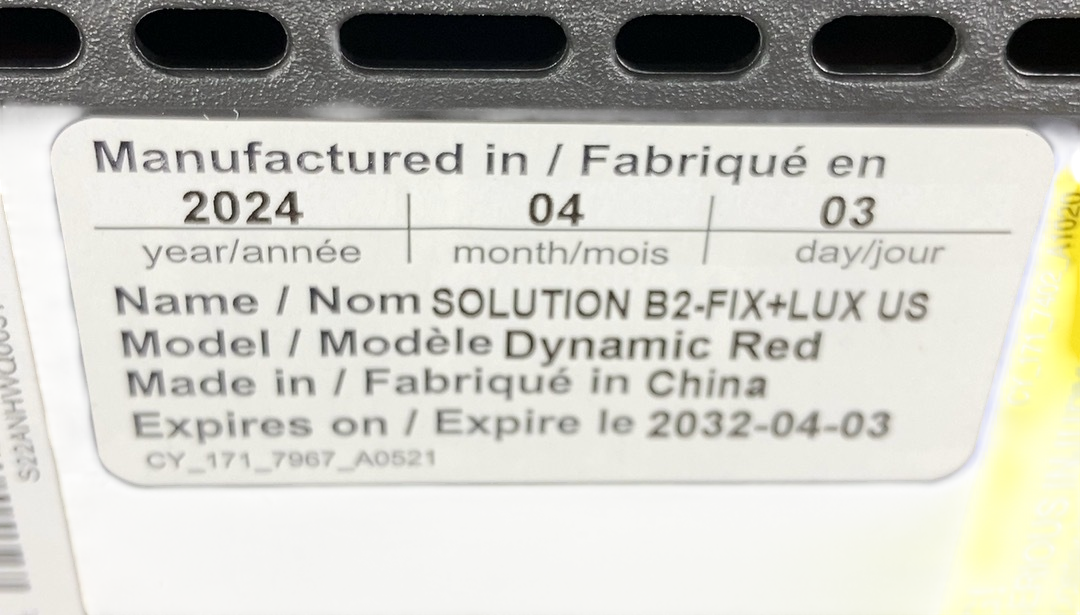 Manufactured in / Fabriqué en
2024 04 03
year/année month/mois day/jour
Name / Nom SOLUTION B2-FIX+LUX US
Model / Modèle Dynamic Red
Made in / Fabriqué in China
Expires on / Expire le 2032-04-03
CY_171_7967_A0521